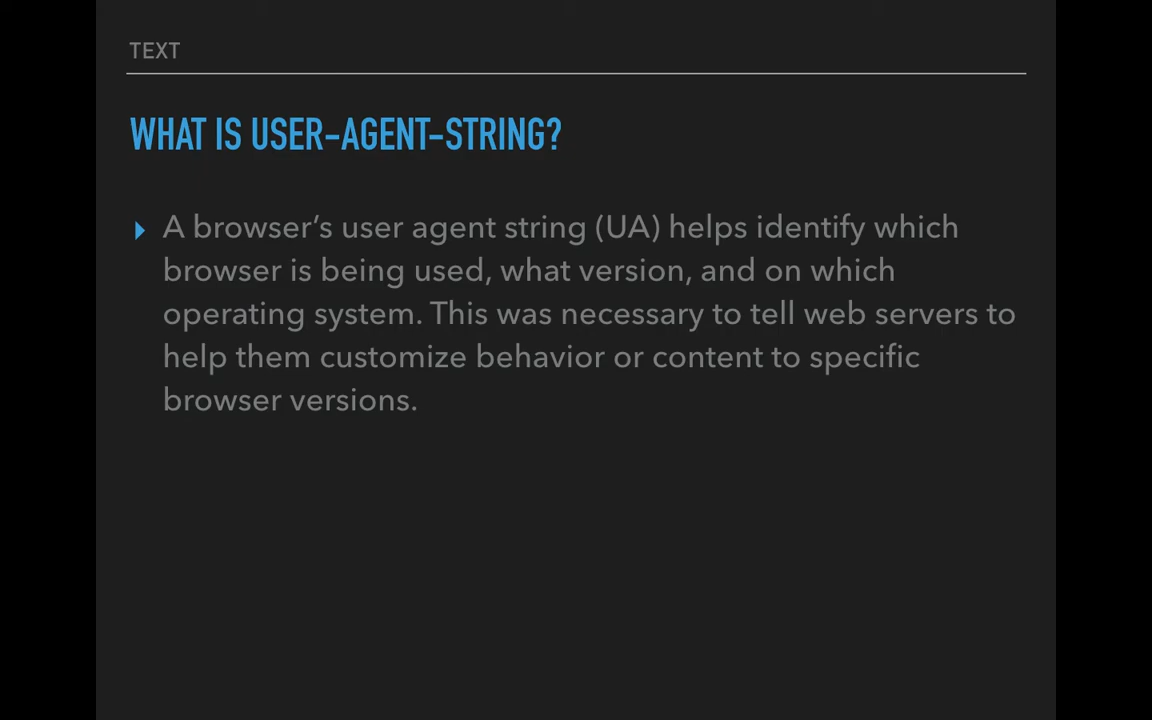 TEXT
WHAT IS USER-AGENT-STRING?
A browser’s user agent string (UA) helps identify which
browser is being used, what version, and on which
operating system. This was necessary to tell web servers to
help them customize behavior or content to specific
browser versions.